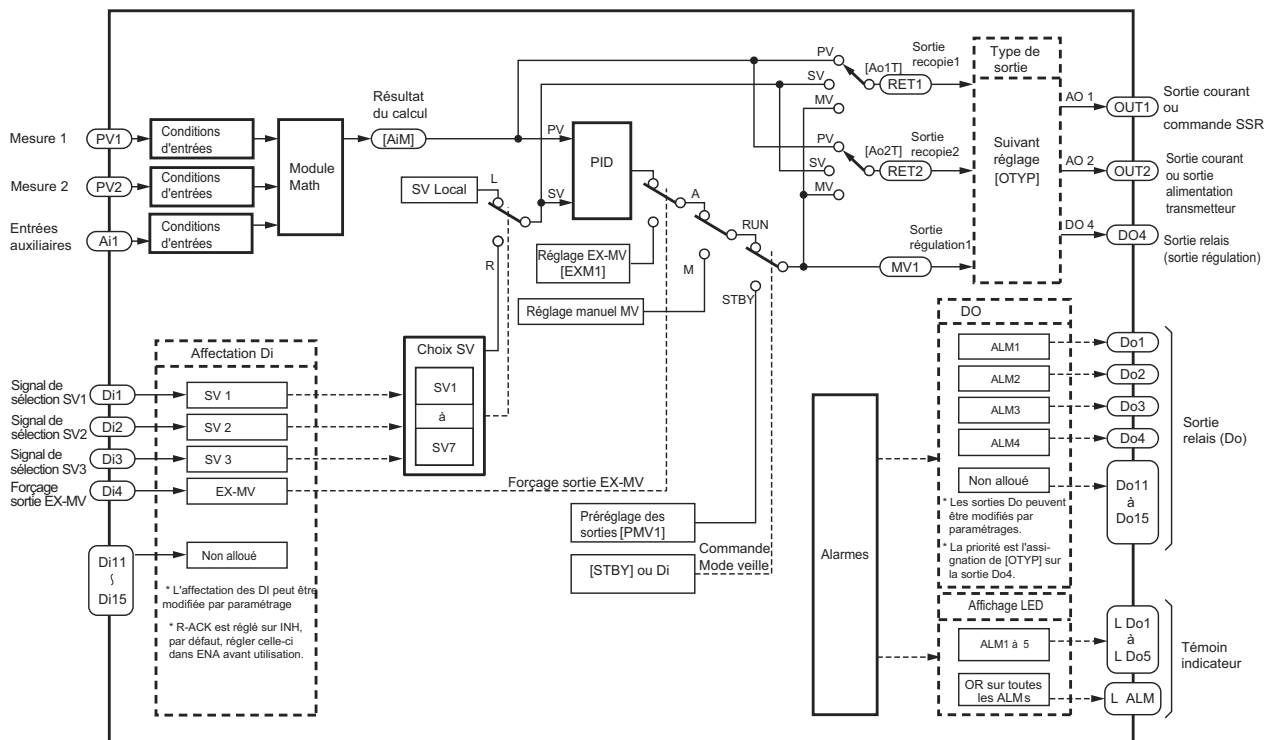 Mesure 1
PV1
Conditions
d'entrées
Mesure 2
PV2
Conditions
d'entrées
Entrées
auxiliaires
Ai1
Conditions
d'entrées
Module
Math
Résultat
du calcul
[AiM]
SV Local
L
R
PV
SV
PID
Réglage EX-MV
[EXM1]
Réglage manuel MV
A
M
RUN
STBY
PV
SV
MV
[Ao1T]
Sortie
recopie1
RET1
PV
SV
MV
[Ao2T]
Sortie
recopie2
RET2
Sortie
régulation1
MV1
Type de
sortie
Suivant
réglage
[OTYP]
AO 1
OUT1
Sortie courant
ou
commande SSR
AO 2
OUT2
Sortie courant
ou sortie
alimentation
transmetteur
DO 4
DO4
Sortie relais
(sortie régulation)
Signal de
sélection SV1
Di1
Signal de
sélection SV2
Di2
Signal de
sélection SV3
Di3
Forçage
sortie EX-MV
Di4
Di11
~
Di15
Affectation Di
SV 1
SV 2
SV 3
EX-MV
Non alloué
* L'affectation des DI peut être
modifiée par paramétrage
* R-ACK est réglé sur INH,
par défaut, régler celle-ci
dans ENA avant utilisation.
Choix SV
SV1
à
SV7
Forçage sortie EX-MV
Préréglage des
sorties [PMV1]
[STBY] ou Di
Commande
Mode veille
Alarmes
DO
ALM1
ALM2
ALM3
ALM4
Non alloué
* Les sorties Do peuvent
être modifiés par
paramétrages.
* La priorité est l'assi-
gnation de [OTYP] sur
la sortie Do4.
Do1
Do2
Do3
Do4
Do11
à
Do15
Sortie
relais (Do)
Affichage LED
ALM1 à 5
OR sur toutes
les ALMs
L Do1
à
L Do5
L ALM
Témoin
indicateur